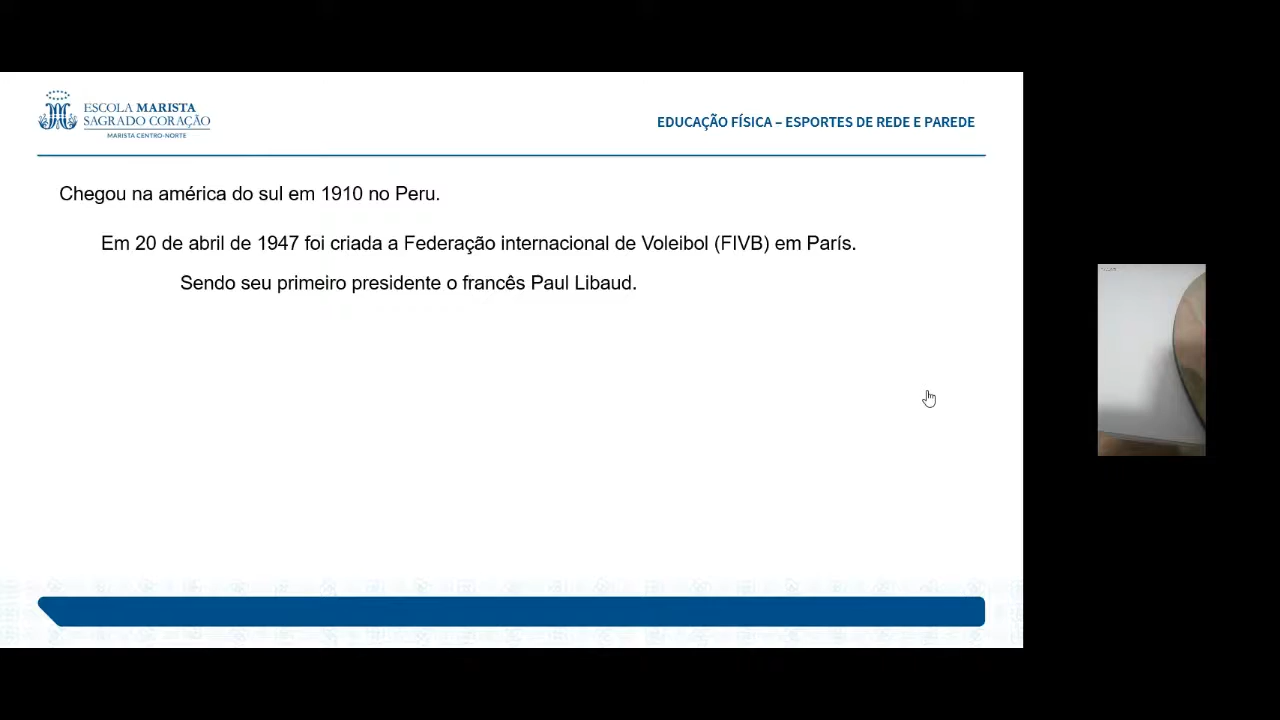 ESCOLA MARISTA
SAGRADO CORAÇÃO
MARISTA CENTRO-NORTE
EDUCAÇÃO FÍSICA – ESPORTES DE REDE E PAREDE
Chegou na américa do sul em 1910 no Peru.
Em 20 de abril de 1947 foi criada a Federação internacional de Voleibol (FIVB) em París.
Sendo seu primeiro presidente o francês Paul Libaud.